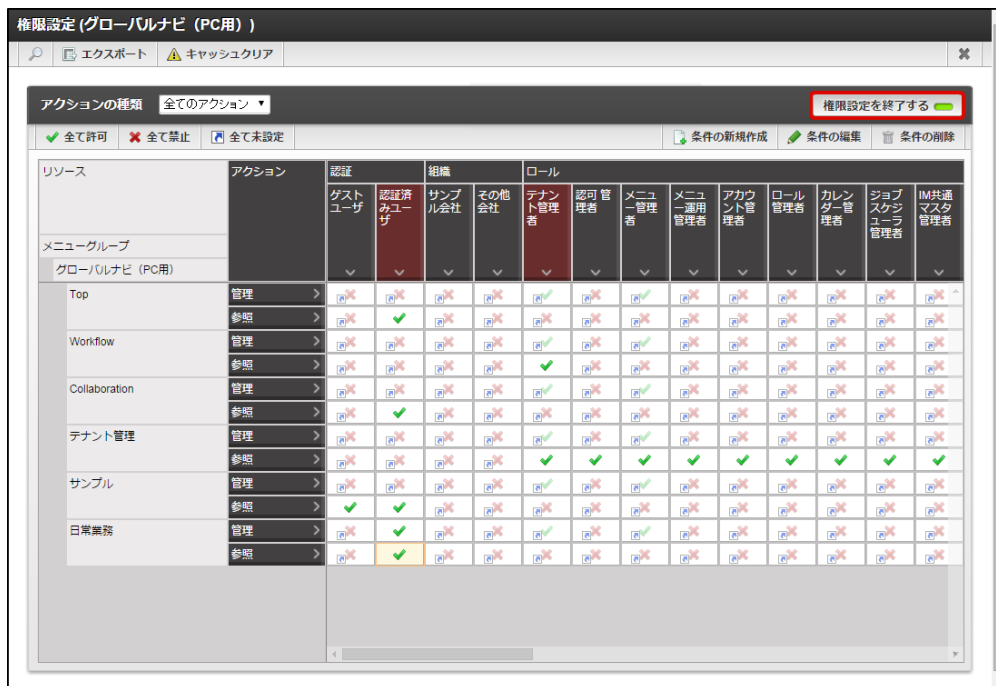 権限設定 (グローバルナビ（PC用）)
エクスポート キャッシュクリア
アクションの種類 全てのアクション 権限設定を終了する
全て許可 全て禁止 全て未設定 条件の新規作成 条件の編集 条件の削除
リソース アクション 認証 組織 ロール
ゲスト
ユーザ
認証済
みユー
ザ
サンプ
ル会社
その他
会社
テナン
ト管理
者
認可 管
理者
メニュ
ー管理
者
メニュ
ー運用
管理者
アカウ
ント管
理者
ロール
管理者
カレン
ダー管
理者
ジョブ
スケジ
ューラ
管理者
IM共通
マスタ
管理者
メニューグループ
グローバルナビ（PC用）
Top 管理
参照
Workflow 管理
参照
Collaboration 管理
参照
テナント管理 管理
参照
サンプル 管理
参照
日常業務 管理
参照